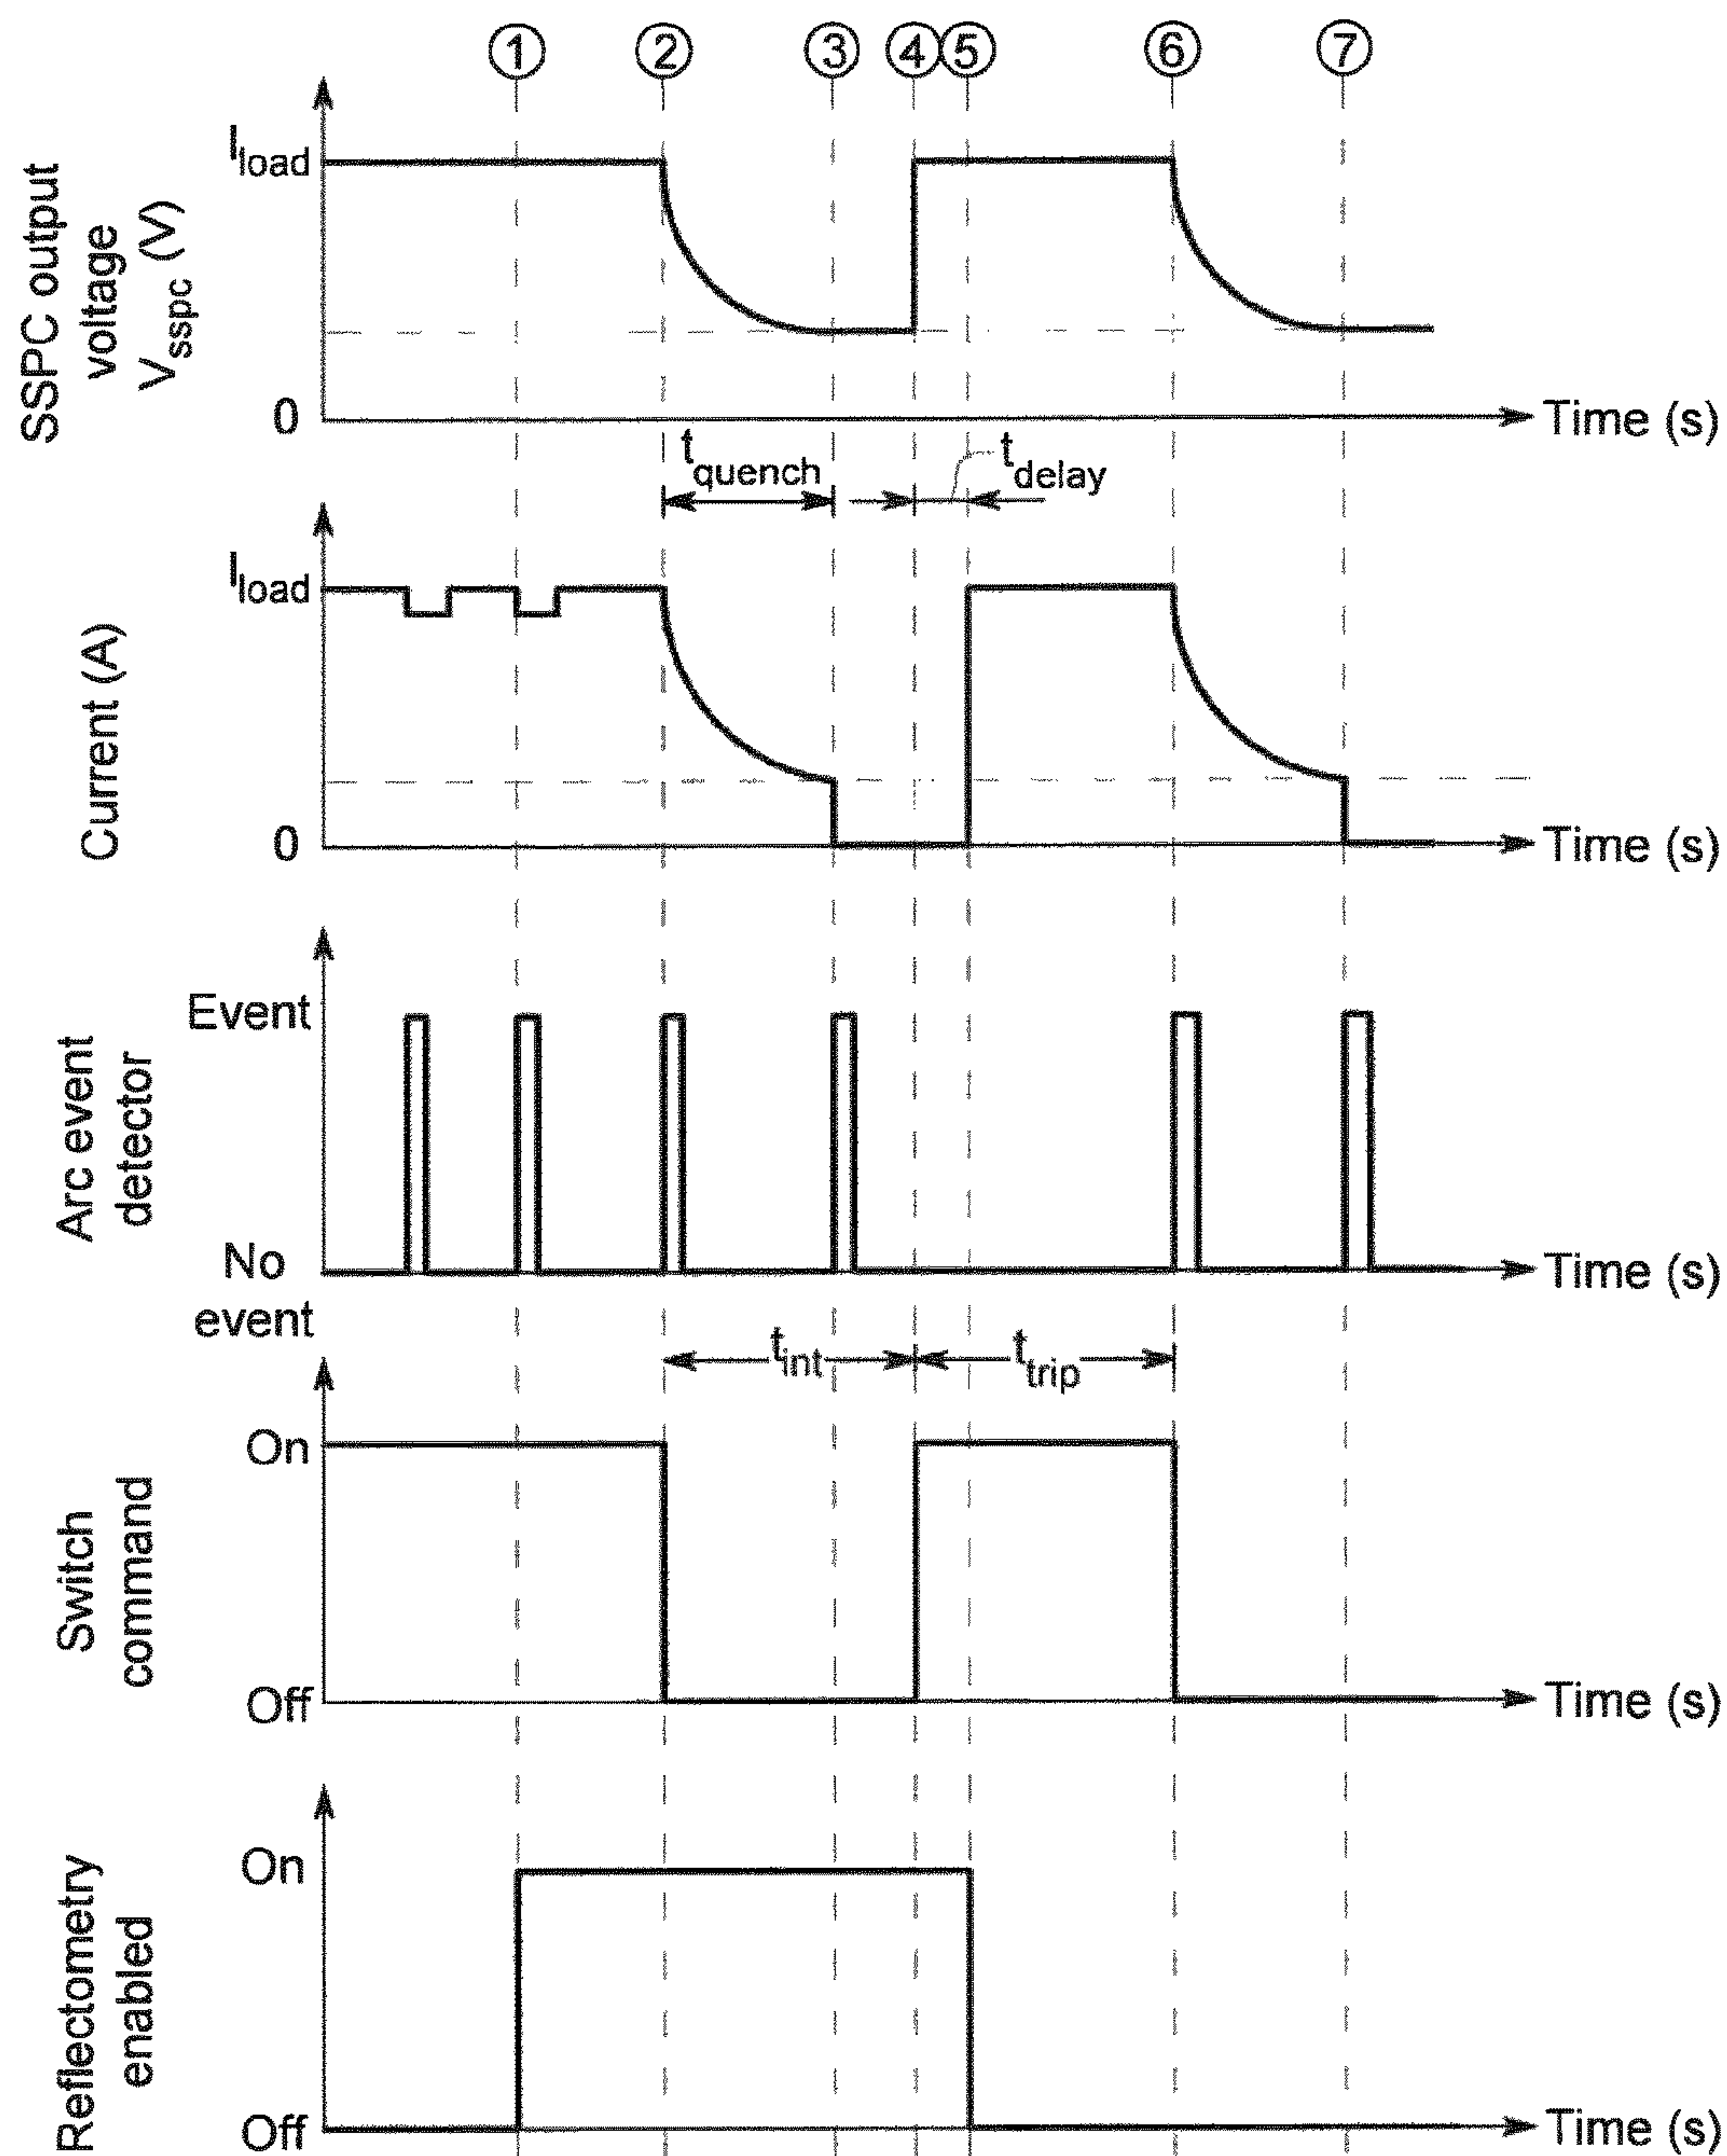 1 2 3 4 5 6 7
SSPC output
voltage
V_sspc (V)
I_load
0
Time (s)
t_quench
t_delay
Current (A)
I_load
0
Time (s)
Arc event
detector
Event
No
event
Time (s)
t_int
t_trip
Switch
command
On
Off
Time (s)
Reflectometry
enabled
On
Off
Time (s)